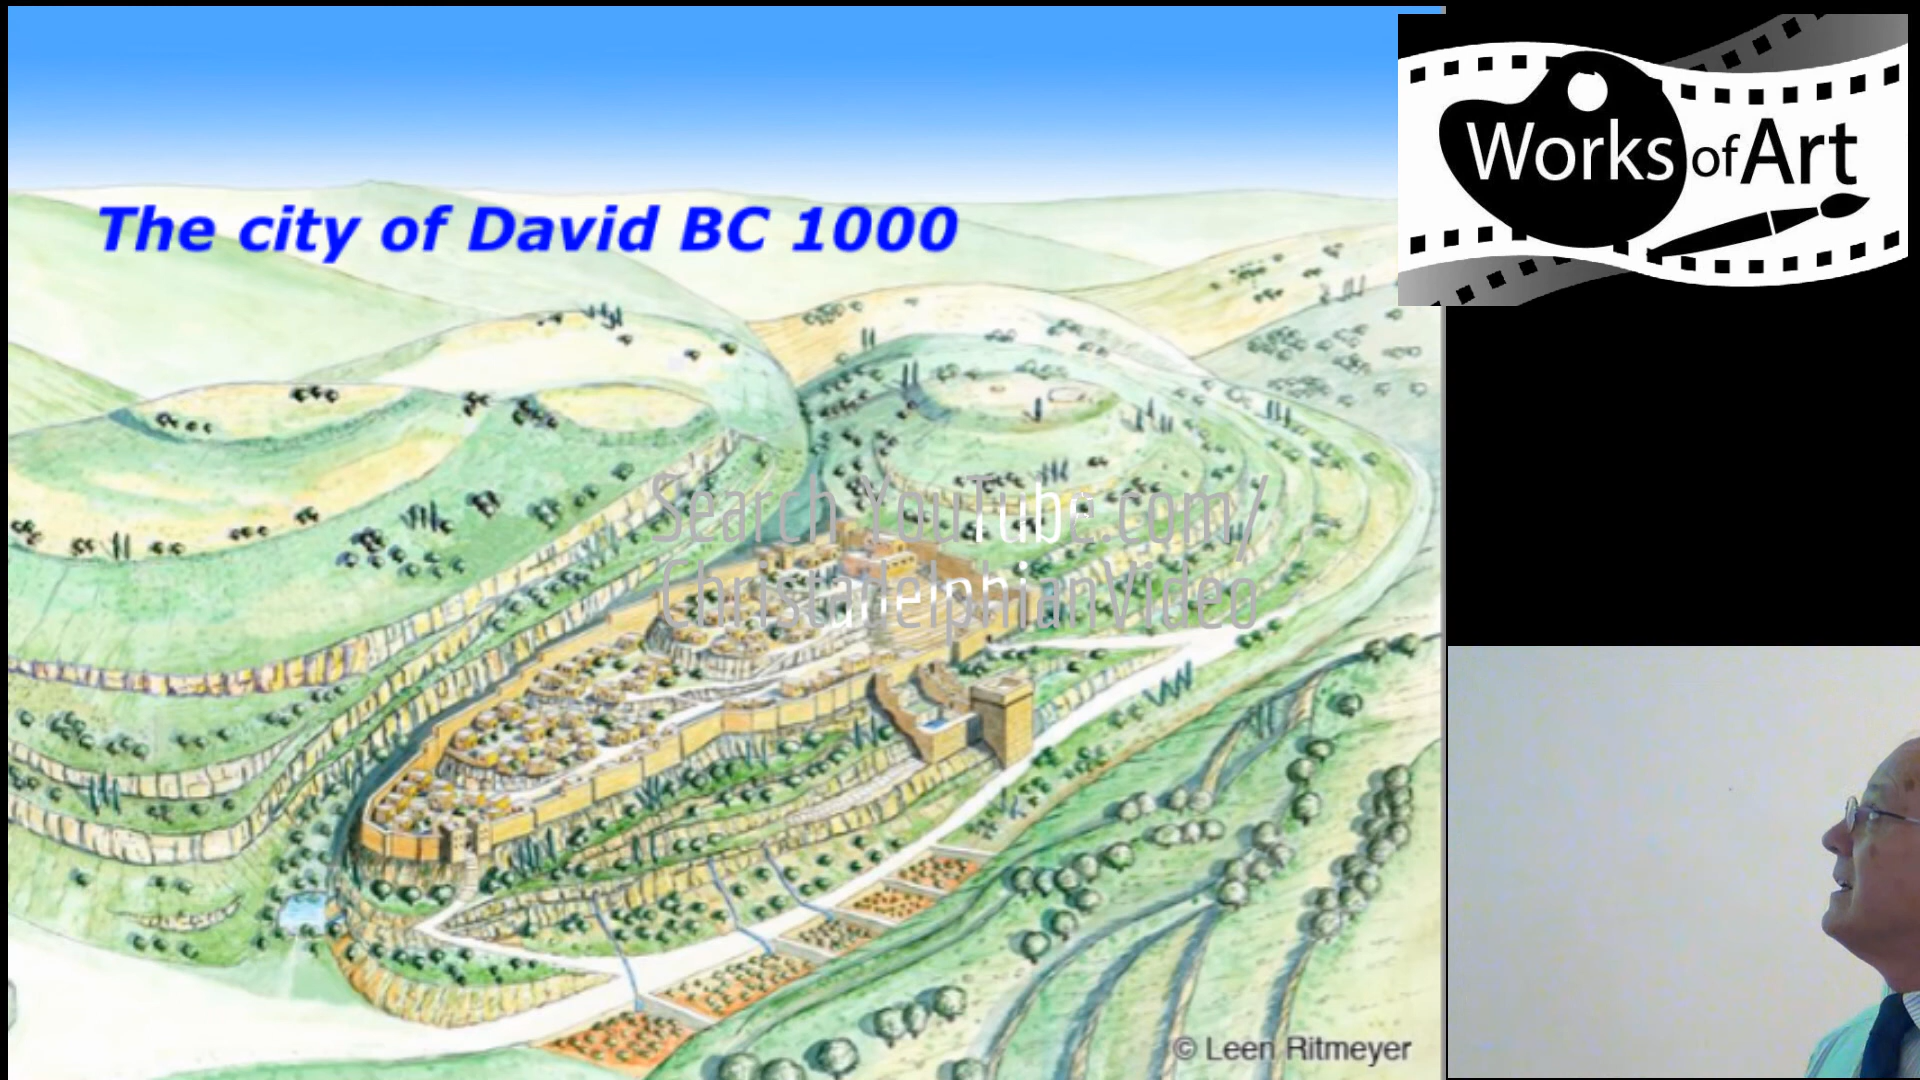 The city of David BC 1000
Works of Art
Search YouTube.com/
ChristadelphianVideo
© Leen Ritmeyer